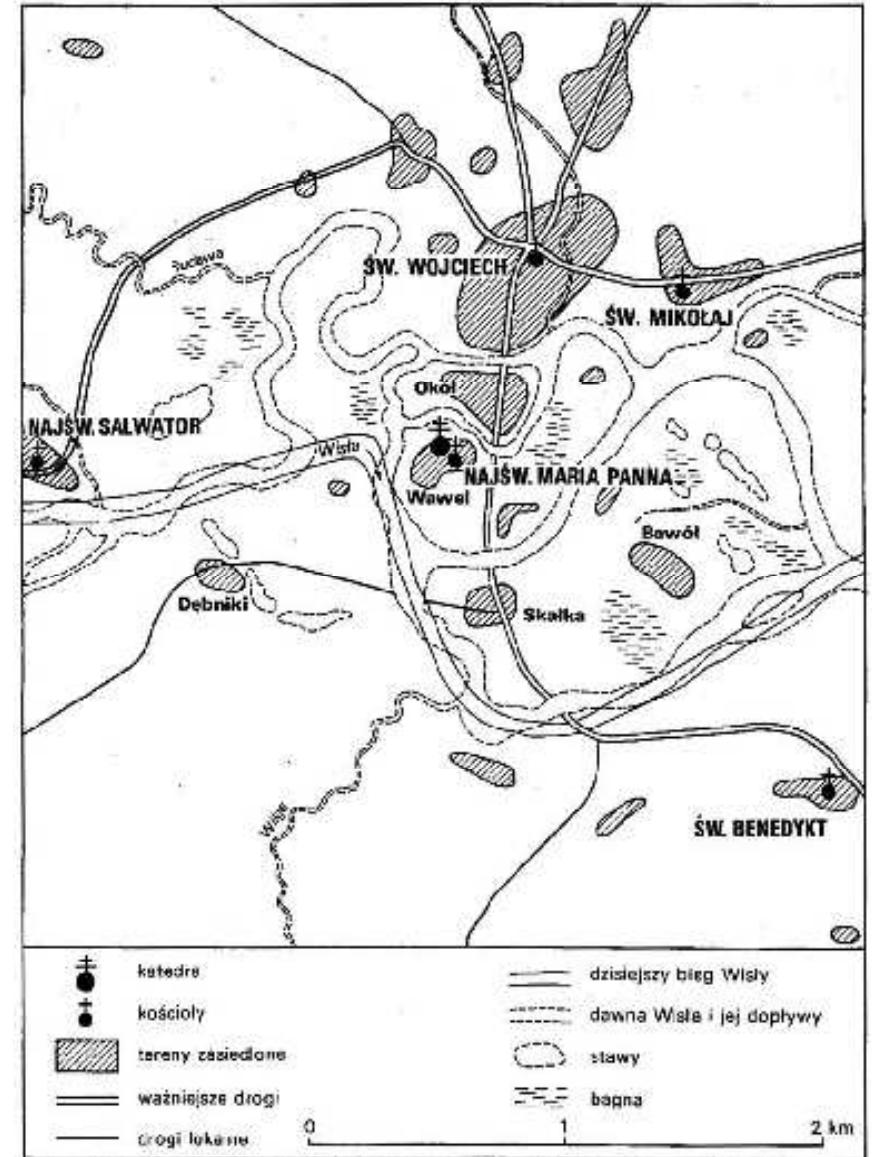 Rudawa
ŚW. WOJCIECH
ŚW. MIKOŁAJ
Okół
NAJŚW. SALWATOR
Wisła
NAJŚW. MARIA PANNA
Wawel
Bawół
Dębniki
Skałka
Wilga
ŚW. BENEDYKT
katedra
kościoły
tereny zasiedlone
ważniejsze drogi
drogi lokalne
dzisiejszy bieg Wisły
dawna Wisła i jej dopływy
stawy
bagna
0 1 2 km